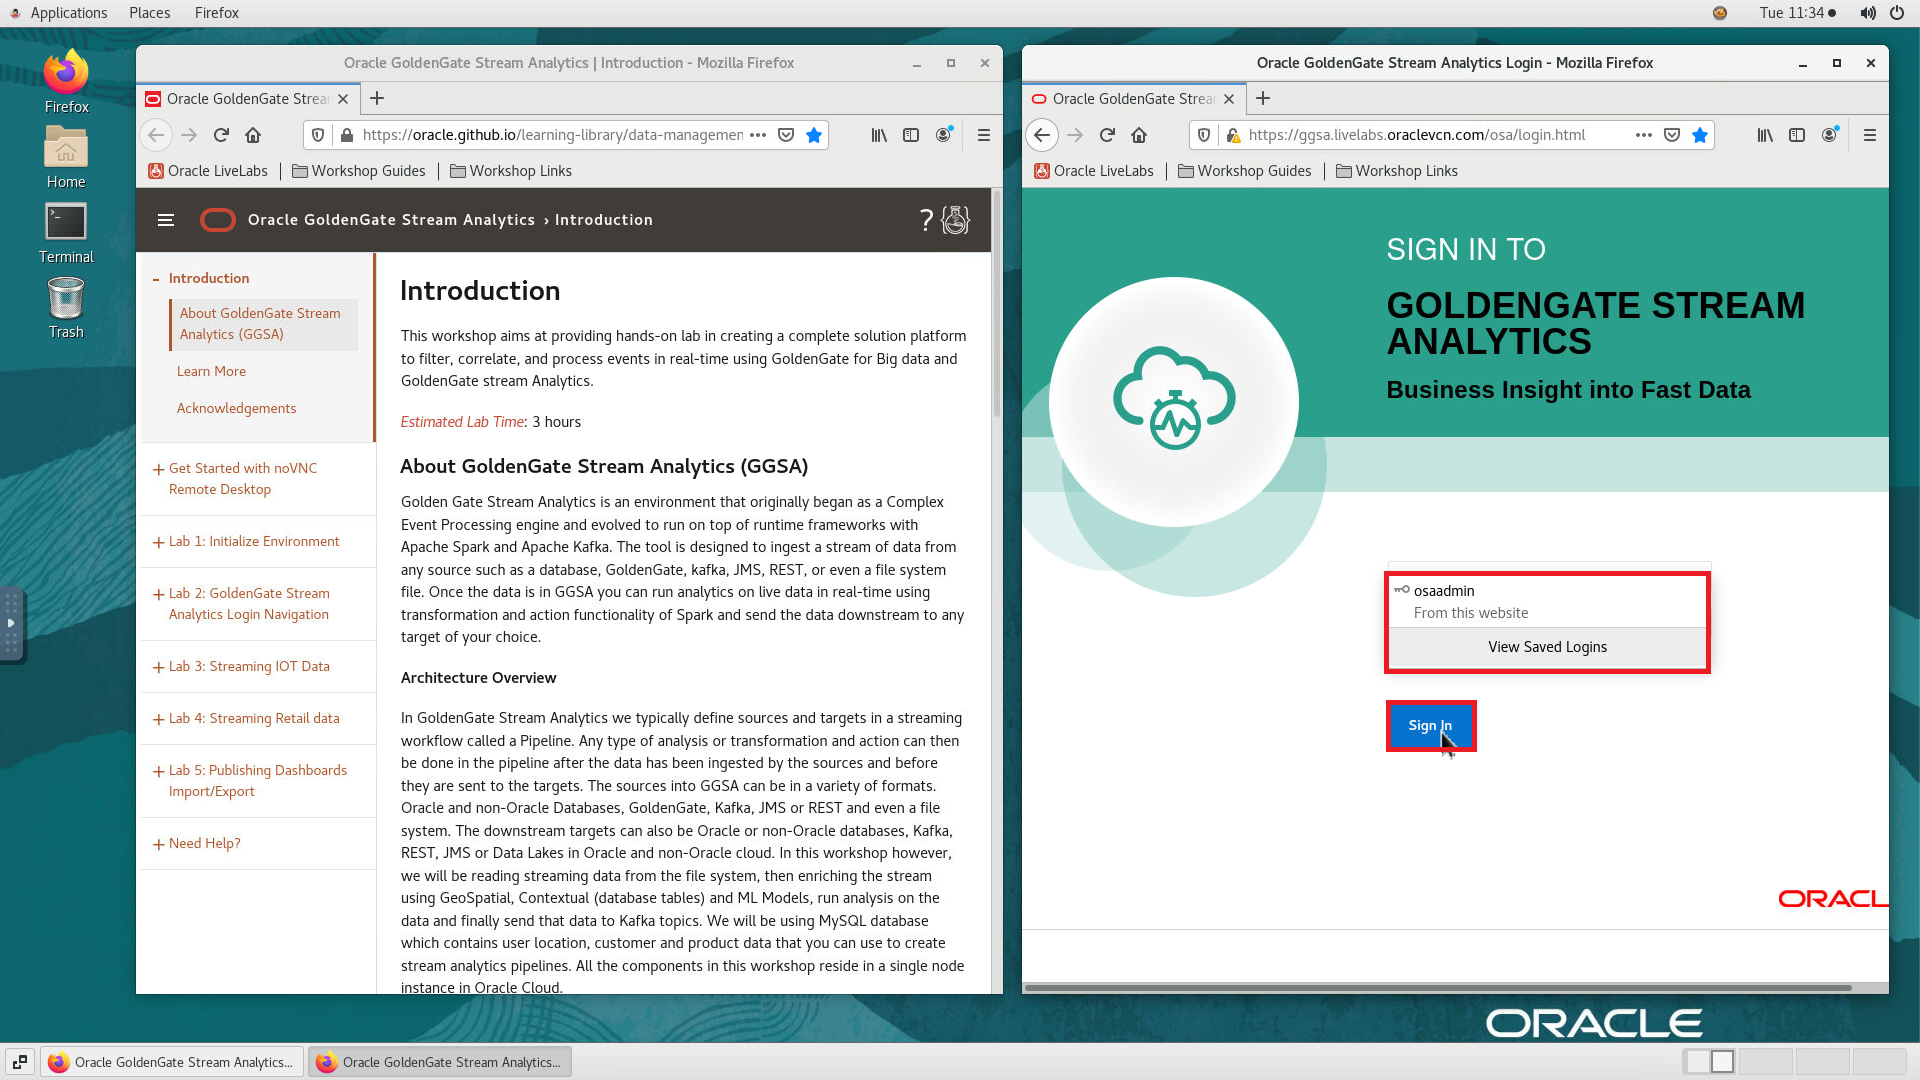 Applications Places Firefox
Tue 11:34
Firefox
Home
Terminal
Trash
Oracle GoldenGate Stream Analytics | Introduction - Mozilla Firefox
Oracle GoldenGate Strea
https://oracle.github.io/learning-library/data-managemen
Oracle LiveLabs Workshop Guides Workshop Links
Oracle GoldenGate Stream Analytics › Introduction
?
- Introduction
About GoldenGate Stream
Analytics (GGSA)
Learn More
Acknowledgements
+ Get Started with noVNC
Remote Desktop
+ Lab 1: Initialize Environment
+ Lab 2: GoldenGate Stream
Analytics Login Navigation
+ Lab 3: Streaming IOT Data
+ Lab 4: Streaming Retail data
+ Lab 5: Publishing Dashboards
Import/Export
+ Need Help?
Introduction
This workshop aims at providing hands-on lab in creating a complete solution platform
to filter, correlate, and process events in real-time using GoldenGate for Big data and
GoldenGate stream Analytics.
Estimated Lab Time: 3 hours
About GoldenGate Stream Analytics (GGSA)
Golden Gate Stream Analytics is an environment that originally began as a Complex
Event Processing engine and evolved to run on top of runtime frameworks with
Apache Spark and Apache Kafka. The tool is designed to ingest a stream of data from
any source such as a database, GoldenGate, kafka, JMS, REST, or even a file system
file. Once the data is in GGSA you can run analytics on live data in real-time using
transformation and action functionality of Spark and send the data downstream to any
target of your choice.
Architecture Overview
In GoldenGate Stream Analytics we typically define sources and targets in a streaming
workflow called a Pipeline. Any type of analysis or transformation and action can then
be done in the pipeline after the data has been ingested by the sources and before
they are sent to the targets. The sources into GGSA can be in a variety of formats.
Oracle and non-Oracle Databases, GoldenGate, Kafka, JMS or REST and even a file
system. The downstream targets can also be Oracle or non-Oracle databases, Kafka,
REST, JMS or Data Lakes in Oracle and non-Oracle cloud. In this workshop however,
we will be reading streaming data from the file system, then enriching the stream
using GeoSpatial, Contextual (database tables) and ML Models, run analysis on the
data and finally send that data to Kafka topics. We will be using MySQL database
which contains user location, customer and product data that you can use to create
stream analytics pipelines. All the components in this workshop reside in a single node
instance in Oracle Cloud.
Oracle GoldenGate Stream Analytics Login - Mozilla Firefox
Oracle GoldenGate Strear
https://ggsa.livelabs.oraclevcn.com/osa/login.html
Oracle LiveLabs Workshop Guides Workshop Links
SIGN IN TO
GOLDENGATE STREAM
ANALYTICS
Business Insight into Fast Data
osaadmin
From this website
View Saved Logins
Sign In
ORACL
ORACLE
Oracle GoldenGate Stream Analytics... Oracle GoldenGate Stream Analytics...